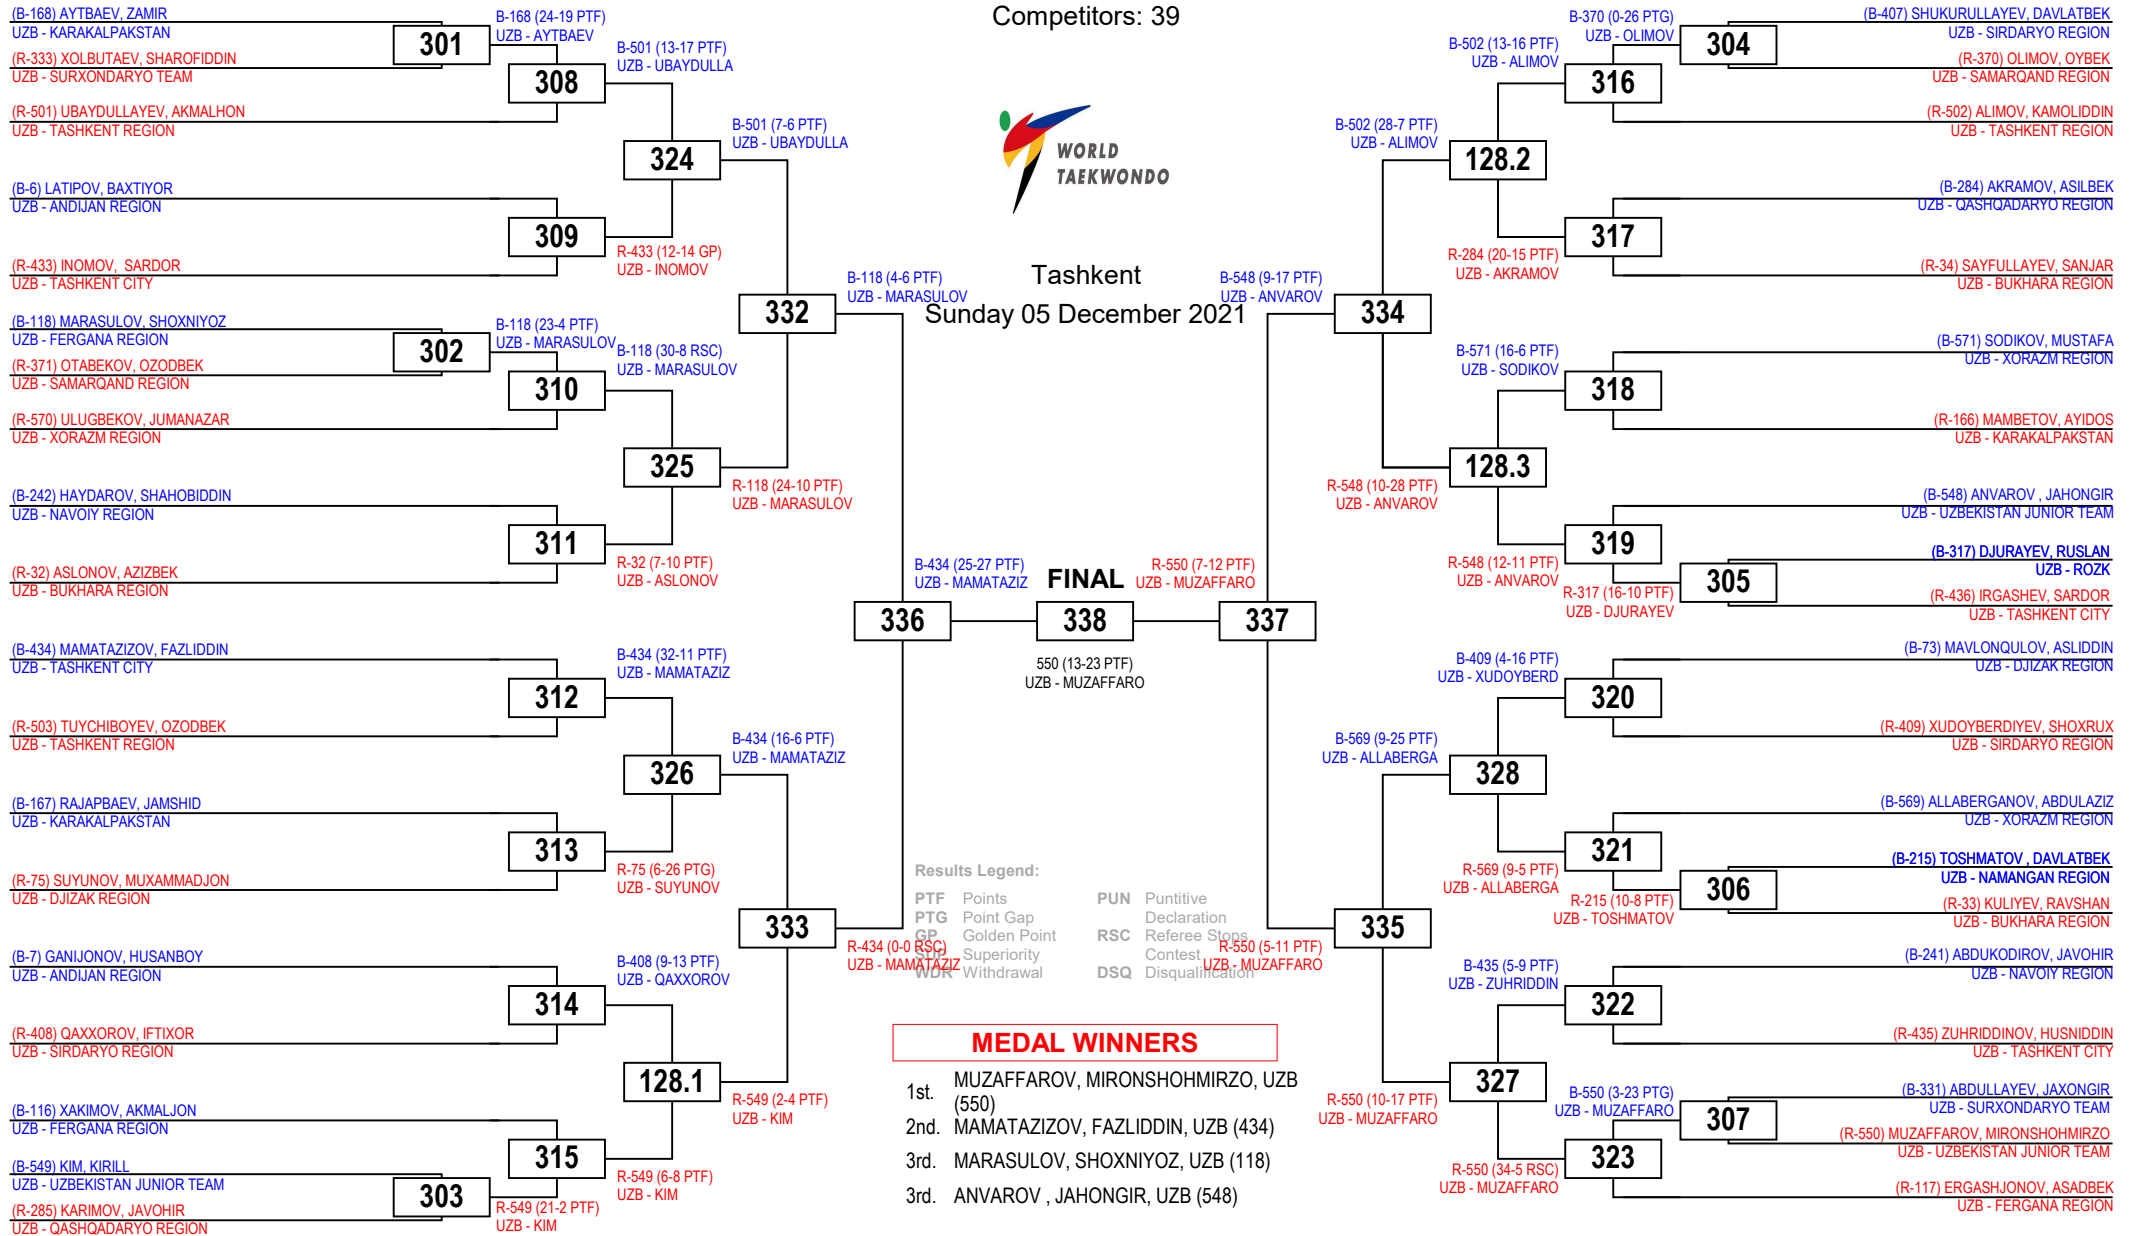 Competitors: 39
(B-168) AYTBAEV, ZAMIR
UZB - KARAKALPAKSTAN
(R-333) XOLBUTAEV, SHAROFIDDIN
UZB - SURXONDARYO TEAM
(R-501) UBAYDULLAYEV, AKMALHON
UZB - TASHKENT REGION
(B-6) LATIPOV, BAXTIYOR
UZB - ANDIJAN REGION
(R-433) INOMOV, SARDOR
UZB - TASHKENT CITY
(B-118) MARASULOV, SHOXNIYOZ
UZB - FERGANA REGION
(R-371) OTABEKOV, OZODBEK
UZB - SAMARQAND REGION
(R-570) ULUGBEKOV, JUMANAZAR
UZB - XORAZM REGION
(B-242) HAYDAROV, SHAHOBIDDIN
UZB - NAVOIY REGION
(R-32) ASLONOV, AZIZBEK
UZB - BUKHARA REGION
(B-434) MAMATAZIZOV, FAZLIDDIN
UZB - TASHKENT CITY
(R-503) TUYCHIBOYEV, OZODBEK
UZB - TASHKENT REGION
(B-167) RAJAPBAEV, JAMSHID
UZB - KARAKALPAKSTAN
(R-75) SUYUNOV, MUXAMMADJON
UZB - DJIZAK REGION
(B-7) GANIJONOV, HUSANBOY
UZB - ANDIJAN REGION
(R-408) QAXXOROV, IFTIXOR
UZB - SIRDARYO REGION
(B-116) XAKIMOV, AKMALJON
UZB - FERGANA REGION
(B-549) KIM, KIRILL
UZB - UZBEKISTAN JUNIOR TEAM
(R-285) KARIMOV, JAVOHIR
UZB - QASHQADARYO REGION
301
302
303
B-168 (24-19 PTF)
UZB - AYTBAEV
B-118 (23-4 PTF)
UZB - MARASULOV
R-549 (21-2 PTF)
UZB - KIM
308
309
310
311
312
313
314
315
B-501 (13-17 PTF)
UZB - UBAYDULLA
R-433 (12-14 GP)
UZB - INOMOV
B-118 (30-8 RSC)
UZB - MARASULOV
R-32 (7-10 PTF)
UZB - ASLONOV
B-434 (32-11 PTF)
UZB - MAMATAZIZ
R-75 (6-26 PTG)
UZB - SUYUNOV
B-408 (9-13 PTF)
UZB - QAXXOROV
R-549 (6-8 PTF)
UZB - KIM
324
325
326
128.1
B-501 (7-6 PTF)
UZB - UBAYDULLA
R-118 (24-10 PTF)
UZB - MARASULOV
B-434 (16-6 PTF)
UZB - MAMATAZIZ
R-549 (2-4 PTF)
UZB - KIM
332
333
B-118 (4-6 PTF)
UZB - MARASULOV
R-434 (0-0 RSC)
UZB - MAMATAZIZ
336
B-434 (25-27 PTF)
UZB - MAMATAZIZ
WORLD
TAEKWONDO
Tashkent
Sunday 05 December 2021
FINAL
338
550 (13-23 PTF)
UZB - MUZAFFARO
R-550 (7-12 PTF)
UZB - MUZAFFARO
337
B-548 (9-17 PTF)
UZB - ANVAROV
R-550 (5-11 PTF)
UZB - MUZAFFARO
334
335
B-502 (28-7 PTF)
UZB - ALIMOV
R-548 (10-28 PTF)
UZB - ANVAROV
B-569 (9-25 PTF)
UZB - ALLABERGA
R-550 (10-17 PTF)
UZB - MUZAFFARO
128.2
128.3
328
327
B-502 (13-16 PTF)
UZB - ALIMOV
R-284 (20-15 PTF)
UZB - AKRAMOV
B-571 (16-6 PTF)
UZB - SODIKOV
R-548 (12-11 PTF)
UZB - ANVAROV
B-409 (4-16 PTF)
UZB - XUDOYBERD
R-569 (9-5 PTF)
UZB - ALLABERGA
B-435 (5-9 PTF)
UZB - ZUHRIDDIN
R-550 (34-5 RSC)
UZB - MUZAFFARO
316
317
318
319
320
321
322
323
B-370 (0-26 PTG)
UZB - OLIMOV
R-317 (16-10 PTF)
UZB - DJURAYEV
R-215 (10-8 PTF)
UZB - TOSHMATOV
B-550 (3-23 PTG)
UZB - MUZAFFARO
304
305
306
307
(B-407) SHUKURULLAYEV, DAVLATBEK
UZB - SIRDARYO REGION
(R-370) OLIMOV, OYBEK
UZB - SAMARQAND REGION
(R-502) ALIMOV, KAMOLIDDIN
UZB - TASHKENT REGION
(B-284) AKRAMOV, ASILBEK
UZB - QASHQADARYO REGION
(R-34) SAYFULLAYEV, SANJAR
UZB - BUKHARA REGION
(B-571) SODIKOV, MUSTAFA
UZB - XORAZM REGION
(R-166) MAMBETOV, AYIDOS
UZB - KARAKALPAKSTAN
(B-548) ANVAROV , JAHONGIR
UZB - UZBEKISTAN JUNIOR TEAM
(B-317) DJURAYEV, RUSLAN
UZB - ROZK
(R-436) IRGASHEV, SARDOR
UZB - TASHKENT CITY
(B-73) MAVLONQULOV, ASLIDDIN
UZB - DJIZAK REGION
(R-409) XUDOYBERDIYEV, SHOXRUX
UZB - SIRDARYO REGION
(B-569) ALLABERGANOV, ABDULAZIZ
UZB - XORAZM REGION
(B-215) TOSHMATOV , DAVLATBEK
UZB - NAMANGAN REGION
(R-33) KULIYEV, RAVSHAN
UZB - BUKHARA REGION
(B-241) ABDUKODIROV, JAVOHIR
UZB - NAVOIY REGION
(R-435) ZUHRIDDINOV, HUSNIDDIN
UZB - TASHKENT CITY
(B-331) ABDULLAYEV, JAXONGIR
UZB - SURXONDARYO TEAM
(R-550) MUZAFFAROV, MIRONSHOHMIRZO
UZB - UZBEKISTAN JUNIOR TEAM
(R-117) ERGASHJONOV, ASADBEK
UZB - FERGANA REGION
Results Legend:
PTF Points
PTG Point Gap
GP Golden Point
SUP Superiority
WDR Withdrawal
PUN Puntitive
Declaration
RSC Referee Stops
Contest
DSQ Disqualification
MEDAL WINNERS
1st. MUZAFFAROV, MIRONSHOHMIRZO, UZB
(550)
2nd. MAMATAZIZOV, FAZLIDDIN, UZB (434)
3rd. MARASULOV, SHOXNIYOZ, UZB (118)
3rd. ANVAROV , JAHONGIR, UZB (548)